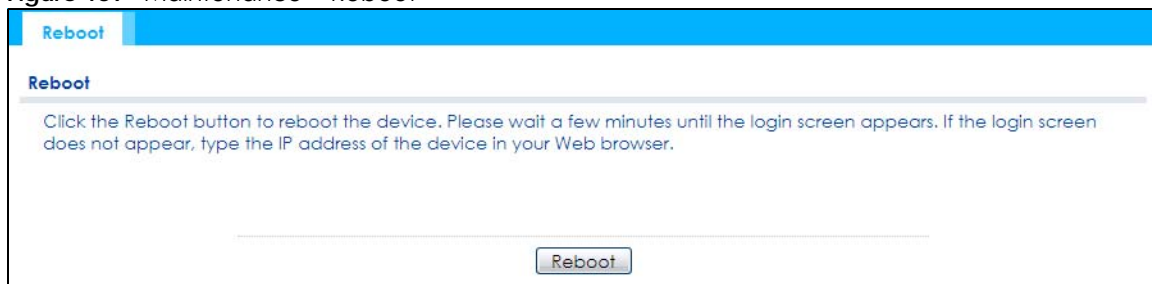 Reboot
Reboot
Click the Reboot button to reboot the device. Please wait a few minutes until the login screen appears. If the login screen
does not appear, type the IP address of the device in your Web browser.
Reboot